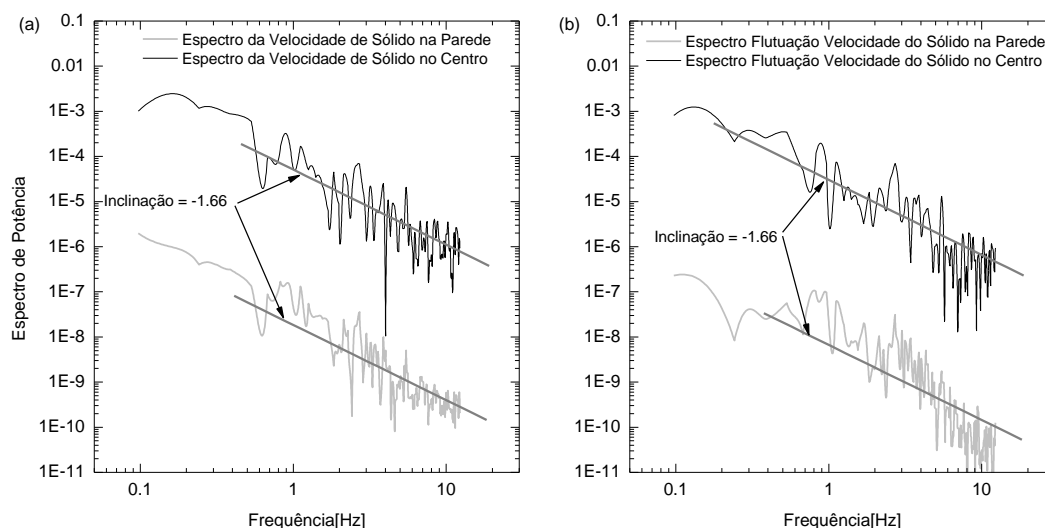 (a)
Espectro da Velocidade de Sólido na Parede
Espectro da Velocidade de Sólido no Centro
0.1
0.01
1E-3
1E-4
1E-5
1E-6
1E-7
1E-8
1E-9
1E-10
1E-11
Espectro de Potência
Inclinação = -1.66
0.1
1
10
Frequência[Hz]
(b)
Espectro Flutuação Velocidade do Sólido na Parede
Espectro Flutuação Velocidade do Sólido no Centro
0.1
0.01
1E-3
1E-4
1E-5
1E-6
1E-7
1E-8
1E-9
1E-10
1E-11
Inclinação = -1.66
0.1
1
10
Frequência[Hz]